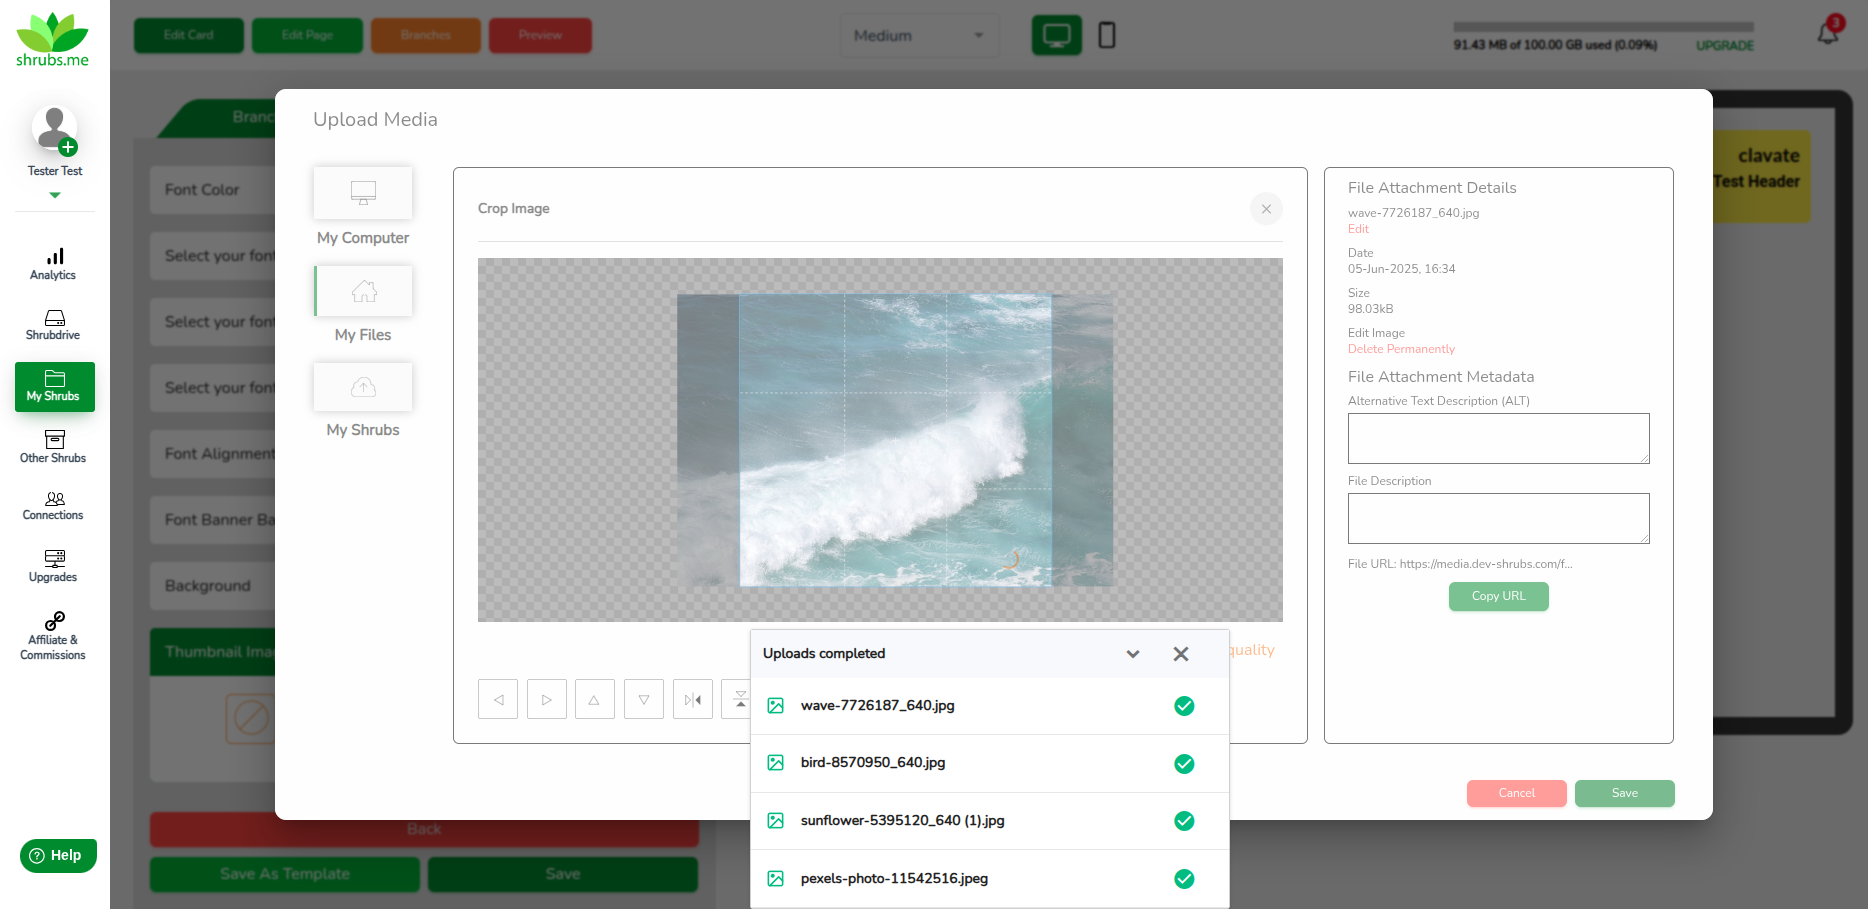 shrubs.me
Tester Test
Analytics
Shrubdrive
My Shrubs
Other Shrubs
Connections
Upgrades
Affiliate &
Commissions
Help
Edit Card
Edit Page
Branches
Preview
Medium
91.43 MB of 100.00 GB used (0.09%)
UPGRADE
3
Font Color
Select your font
Select your font
Select your font
Font Alignment
Font Banner Ba
Background
Thumbnail Imag
Back
Save As Template
Save
clavate
Test Header
Upload Media
My Computer
My Files
My Shrubs
Crop Image
quality
File Attachment Details
wave-7726187_640.jpg
Edit
Date
05-Jun-2025, 16:34
Size
98.03kB
Edit Image
Delete Permanently
File Attachment Metadata
Alternative Text Description (ALT)
File Description
File URL: https://media.dev-shrubs.com/f...
Copy URL
Cancel
Save
Uploads completed
wave-7726187_640.jpg
bird-8570950_640.jpg
sunflower-5395120_640 (1).jpg
pexels-photo-11542516.jpeg